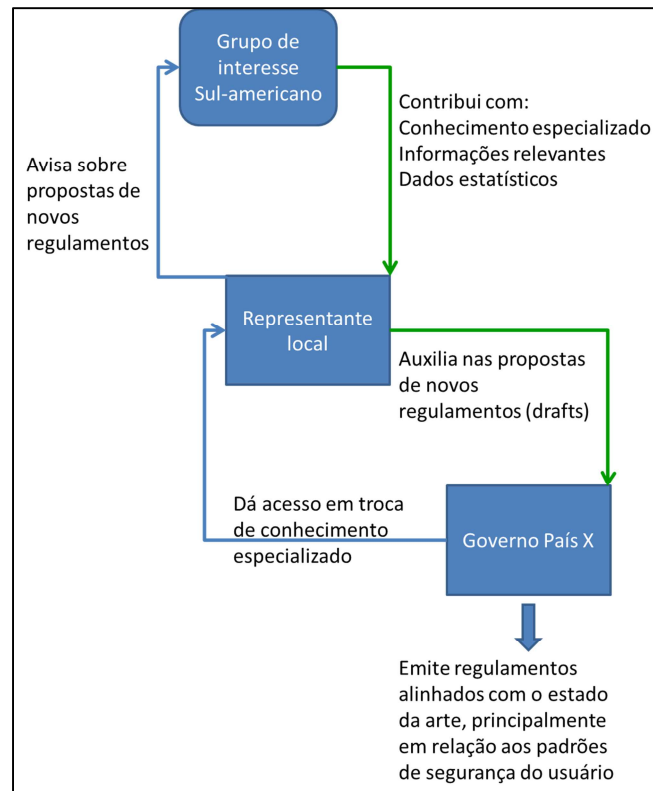 Grupo de
interesse
Sul-americano
Contribui com:
Conhecimento especializado
Informações relevantes
Dados estatísticos
Avisa sobre
propostas de
novos
regulamentos
Representante
local
Auxilia nas propostas
de novos
regulamentos (drafts)
Dá acesso em troca
de conhecimento
especializado
Governo País X
Emite regulamentos
alinhados com o estado
da arte, principalmente
em relação aos padrões
de segurança do usuário